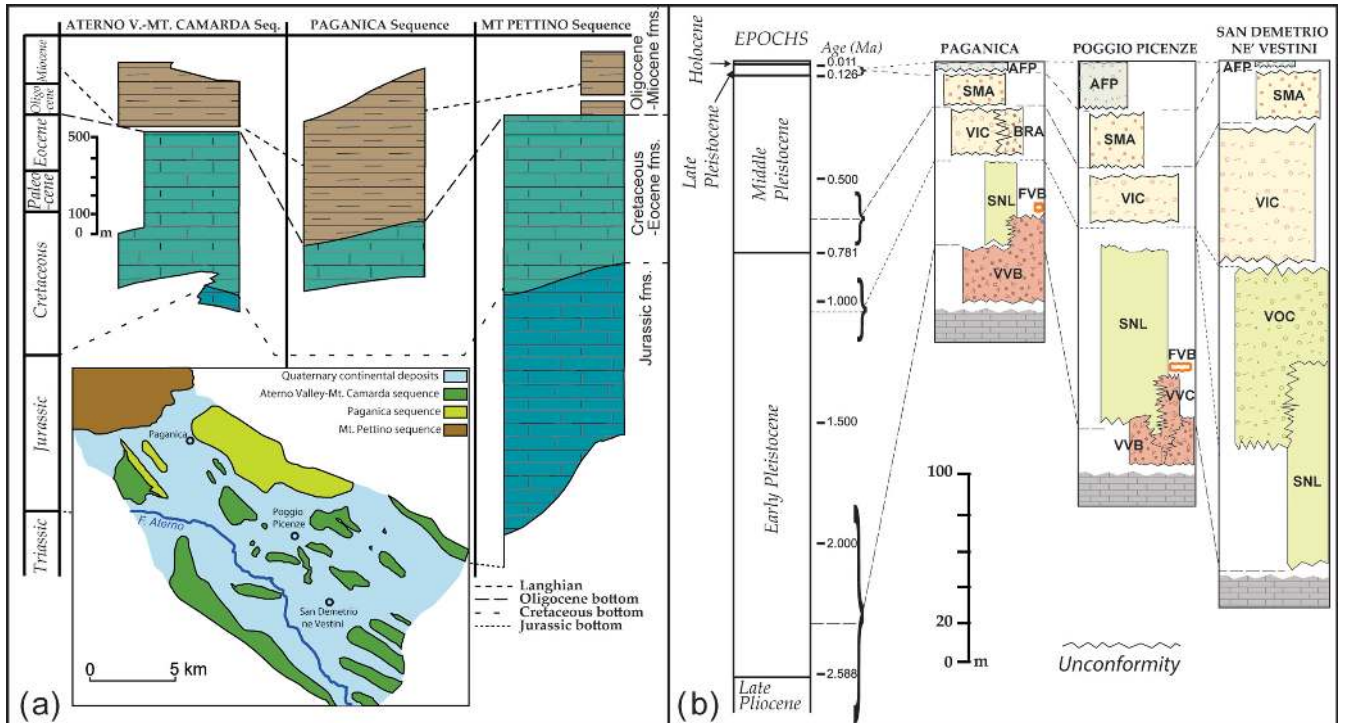 ATERNO V.-MT. CAMARDA Seq.
PAGANICA Sequence
MT PETTINO Sequence
Miocene
Oligo
-cene
Eocene
Paleo
-cene
Cretaceous
Jurassic
Triassic
500
100
0
m
Oligocene
-Miocene fms.
Cretaceous
-Eocene fms.
Jurassic fms.
Quaternary continental deposits
Aterno Valley-Mt. Camarda sequence
Paganica sequence
Mt. Pettino sequence
Paganica
F. Aterno
Poggio
Picenze
San Demetrio
ne Vestini
0
5 km
Langhian
Oligocene bottom
Cretaceous bottom
Jurassic bottom
(a)
EPOCHS
Age (Ma)
Holocene
Late
Pleistocene
Middle
Pleistocene
Early Pleistocene
Late
Pliocene
0.011
0.126
0.500
0.781
1.000
1.500
2.000
2.588
PAGANICA
AFP
SMA
VIC
BRA
SNL
FVB
VVB
POGGIO PICENZE
AFP
SMA
VIC
SNL
FVB
VVC
VVB
SAN DEMETRIO
NE' VESTINI
AFP
SMA
VIC
VOC
SNL
100
20
0
m
Unconformity
(b)